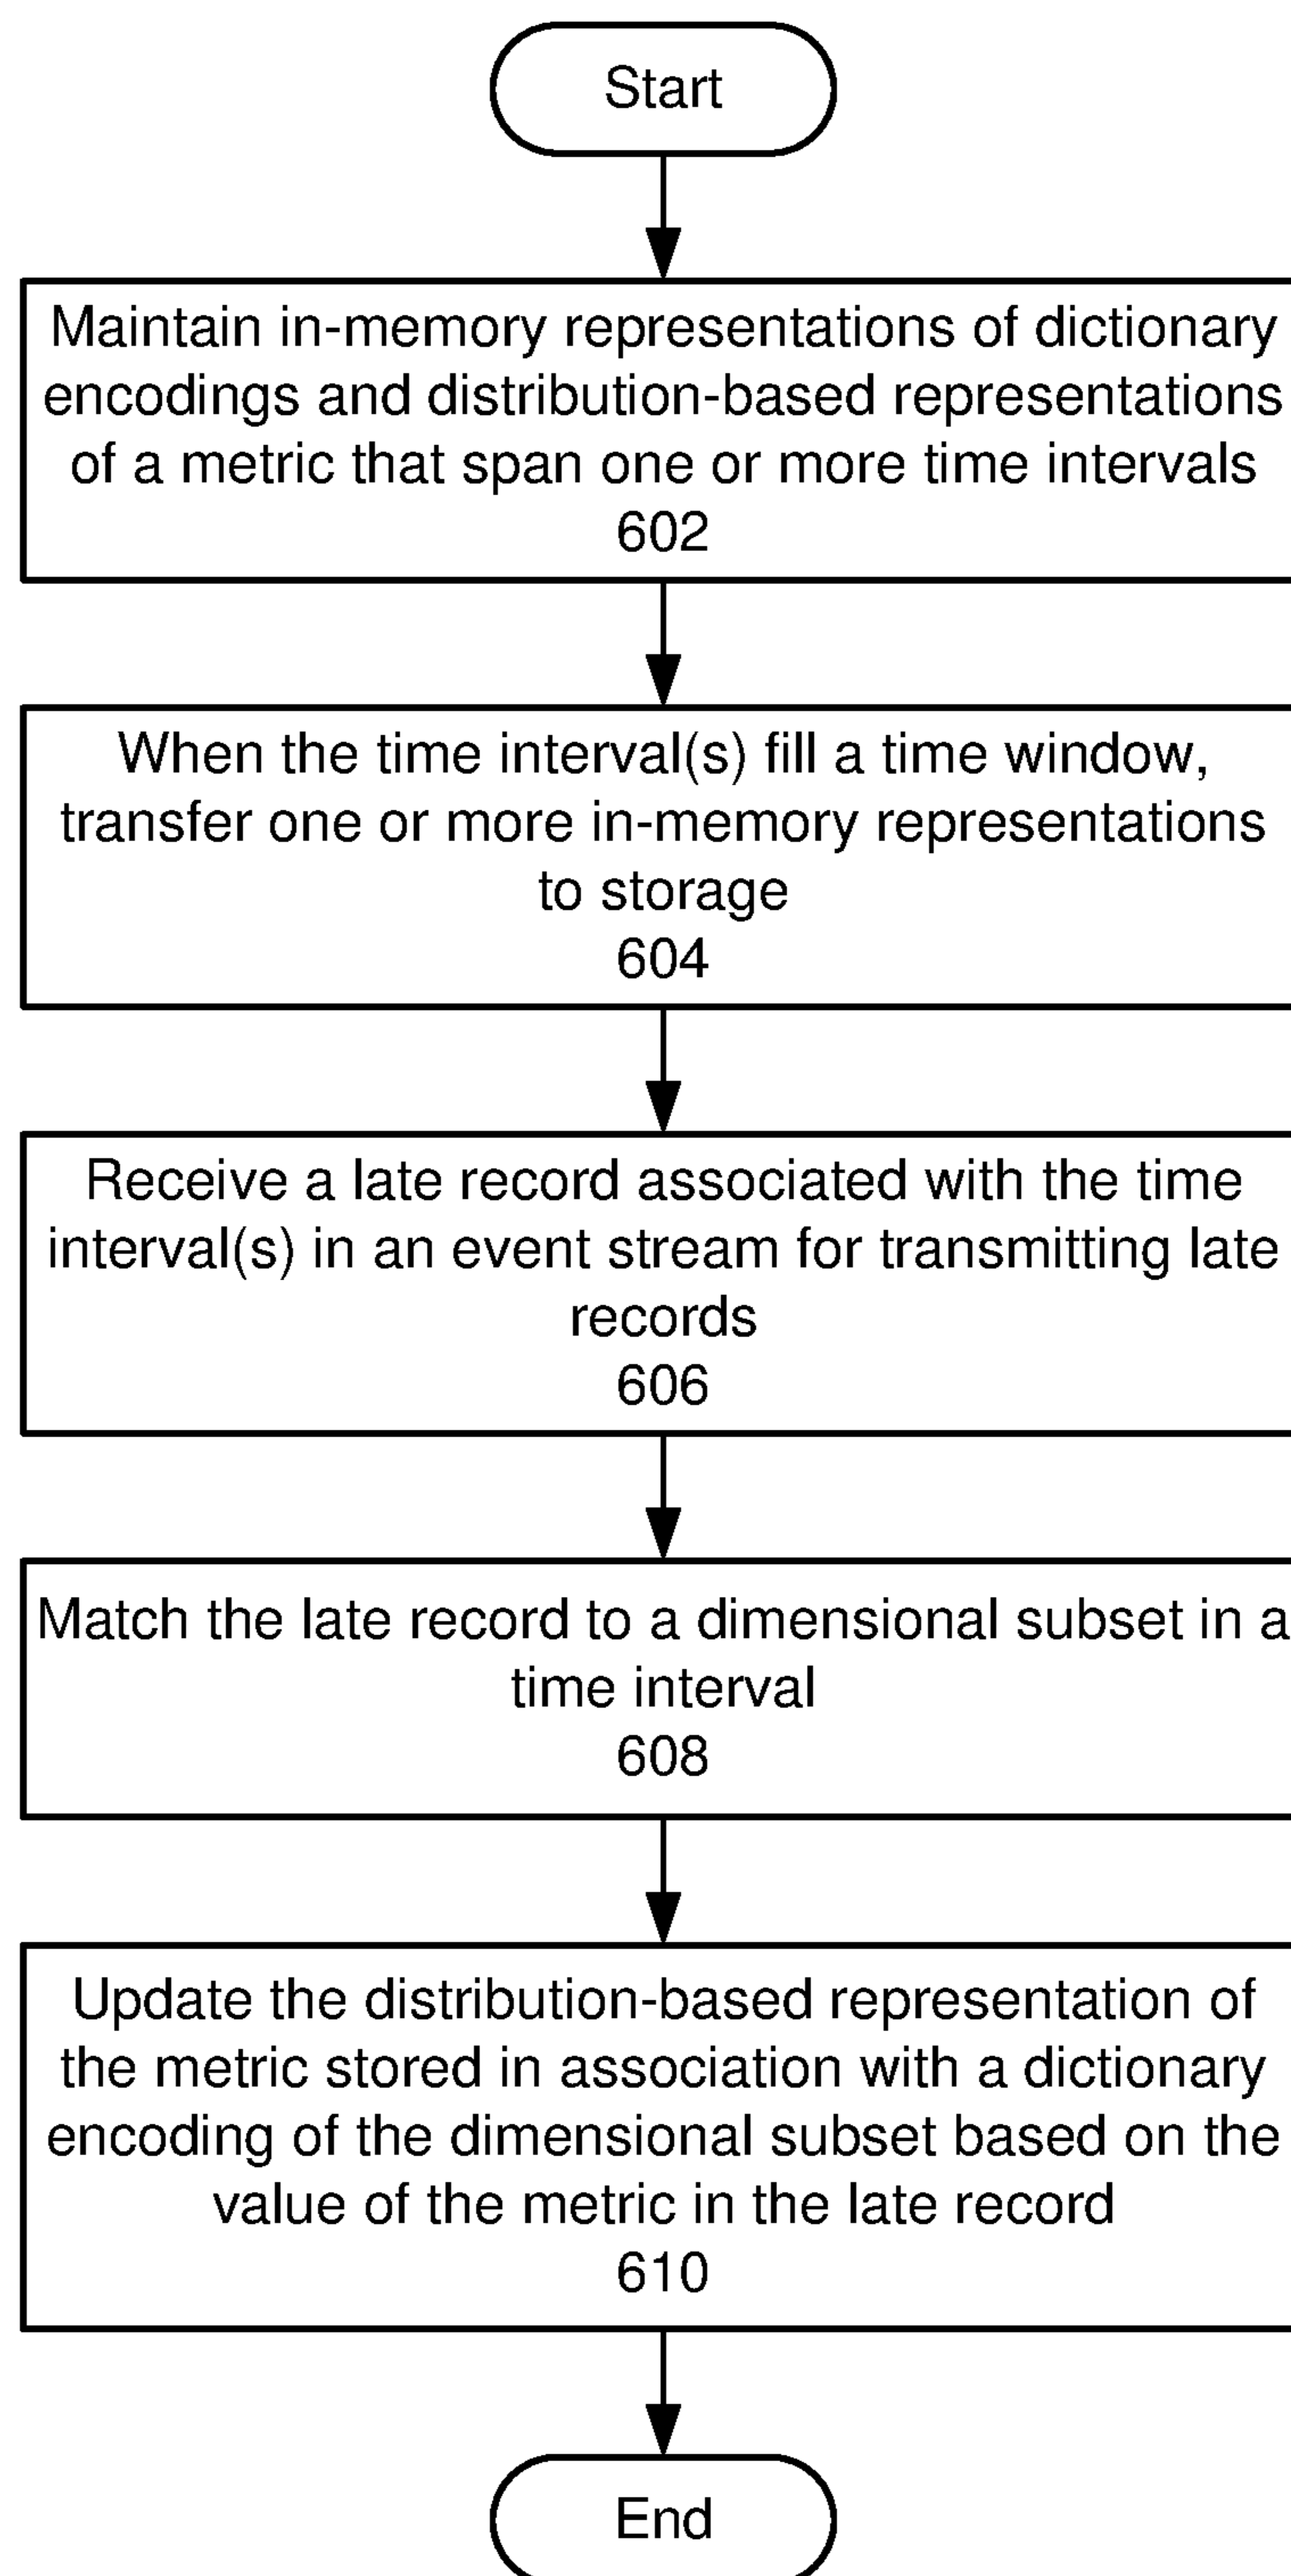 Start
Maintain in-memory representations of dictionary
encodings and distribution-based representations
of a metric that span one or more time intervals
602
When the time interval(s) fill a time window,
transfer one or more in-memory representations
to storage
604
Receive a late record associated with the time
interval(s) in an event stream for transmitting late
records
606
Match the late record to a dimensional subset in a
time interval
608
Update the distribution-based representation of
the metric stored in association with a dictionary
encoding of the dimensional subset based on the
value of the metric in the late record
610
End